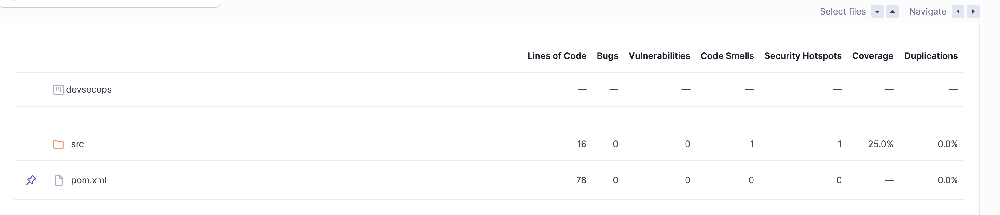 Select files Navigate
Lines of Code Bugs Vulnerabilities Code Smells Security Hotspots Coverage Duplications
devsecops — — — — — — —
src 16 0 0 1 1 25.0% 0.0%
pom.xml 78 0 0 0 0 — 0.0%